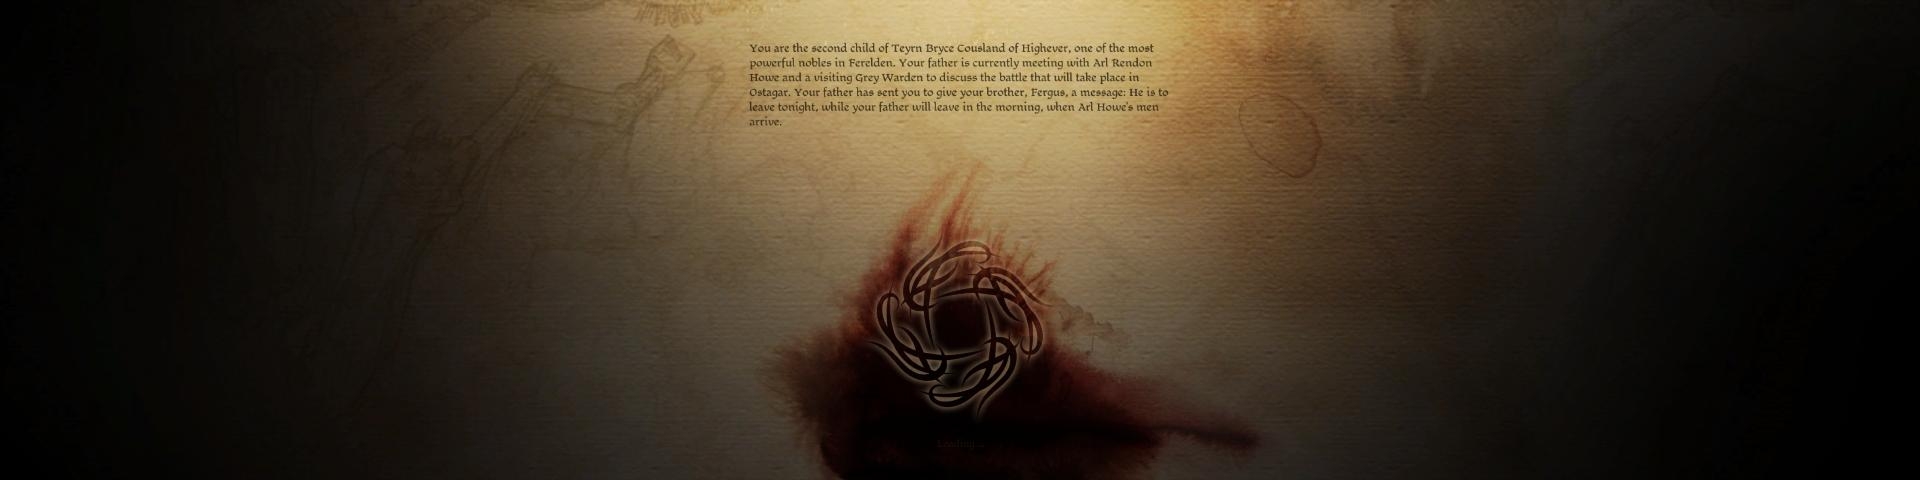 You are the second child of Teyrn Bryce Cousland of Highever, one of the most
powerful nobles in Ferelden. Your father is currently meeting with Arl Rendon
Howe and a visiting Grey Warden to discuss the battle that will take place in
Ostagar. Your father has sent you to give your brother, Fergus, a message: He is to
leave tonight, while your father will leave in the morning, when Arl Howe's men
arrive.
Loading...